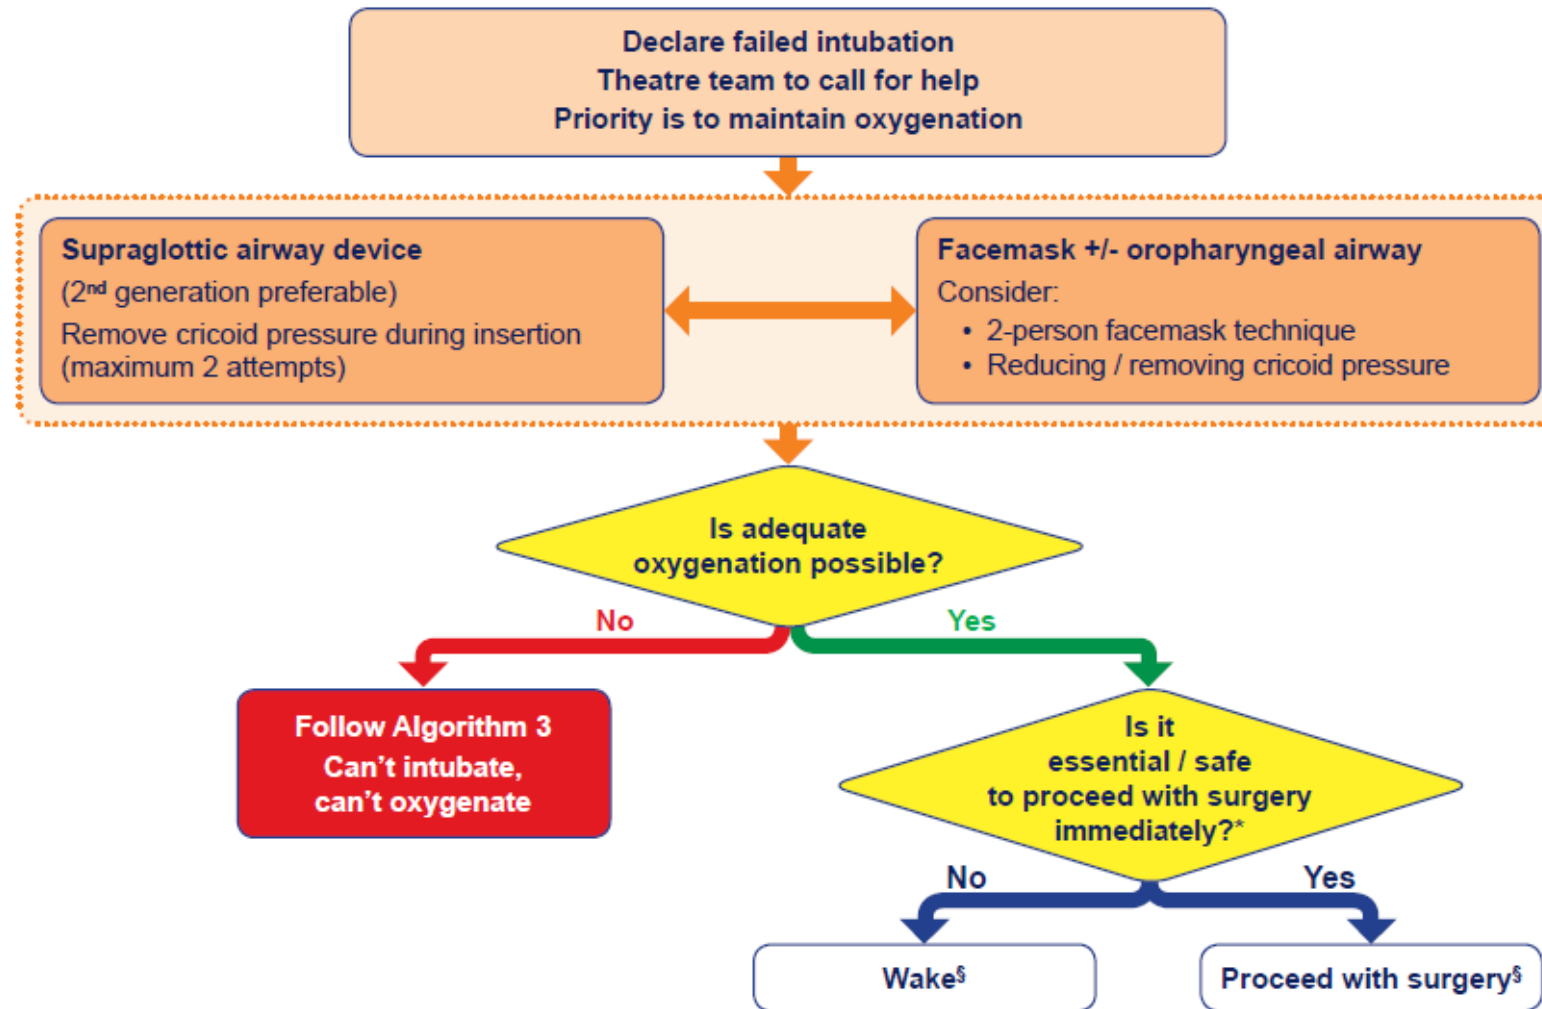 Declare failed intubation
Theatre team to call for help
Priority is to maintain oxygenation
Supraglottic airway device
(2nd generation preferable)
Remove cricoid pressure during insertion
(maximum 2 attempts)
Facemask +/- oropharyngeal airway
Consider:
• 2-person facemask technique
• Reducing / removing cricoid pressure
Is adequate
oxygenation possible?
No
Yes
Follow Algorithm 3
Can’t intubate,
can’t oxygenate
Is it
essential / safe
to proceed with surgery
immediately?*
No
Yes
Wake§
Proceed with surgery§